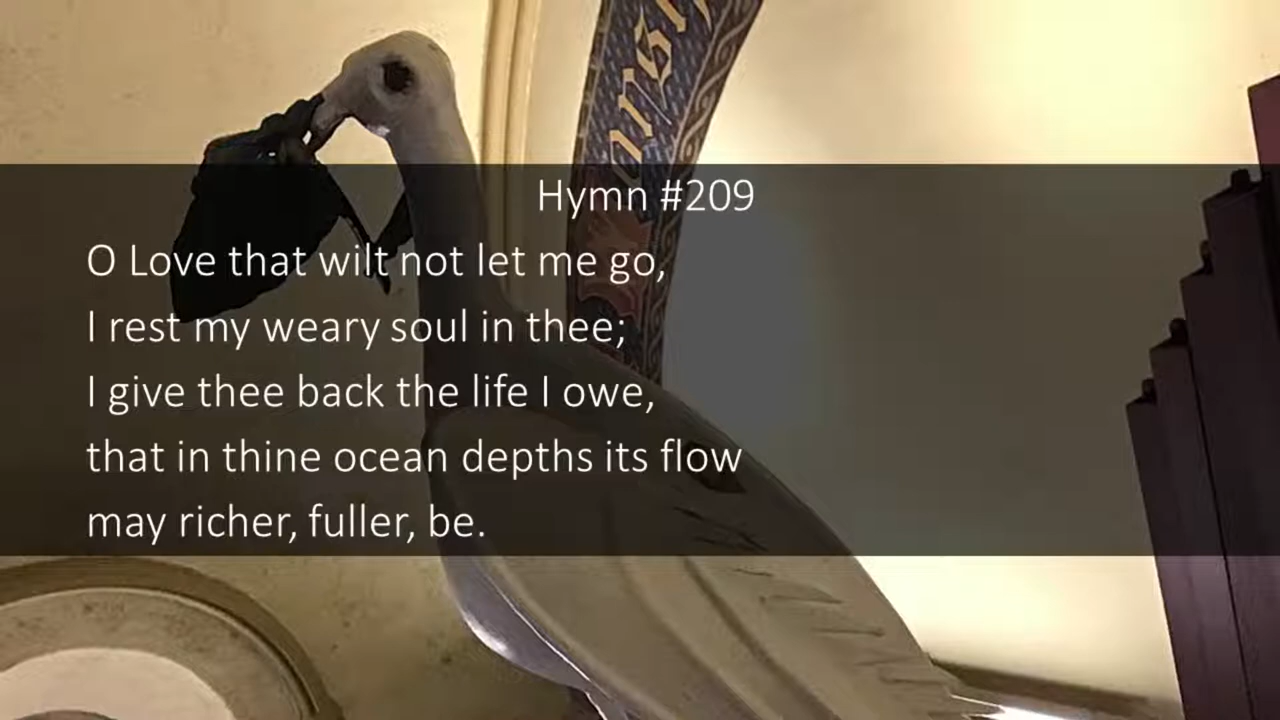 Hymn #209
O Love that wilt not let me go,
I rest my weary soul in thee;
I give thee back the life I owe,
that in thine ocean depths its flow
may richer, fuller, be.